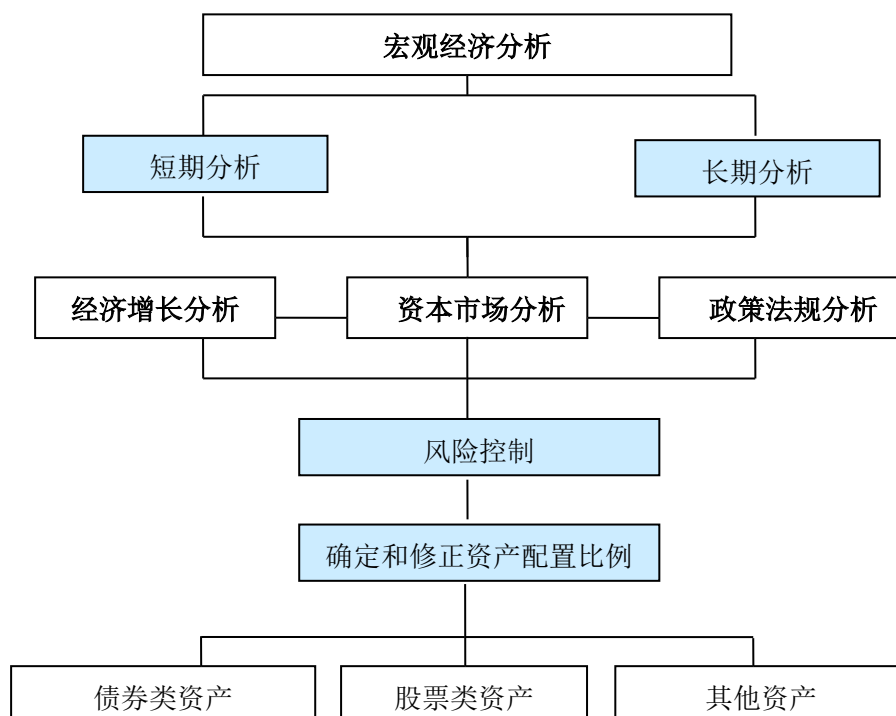 宏观经济分析
短期分析
长期分析
经济增长分析
资本市场分析
政策法规分析
风险控制
确定和修正资产配置比例
债券类资产
股票类资产
其他资产